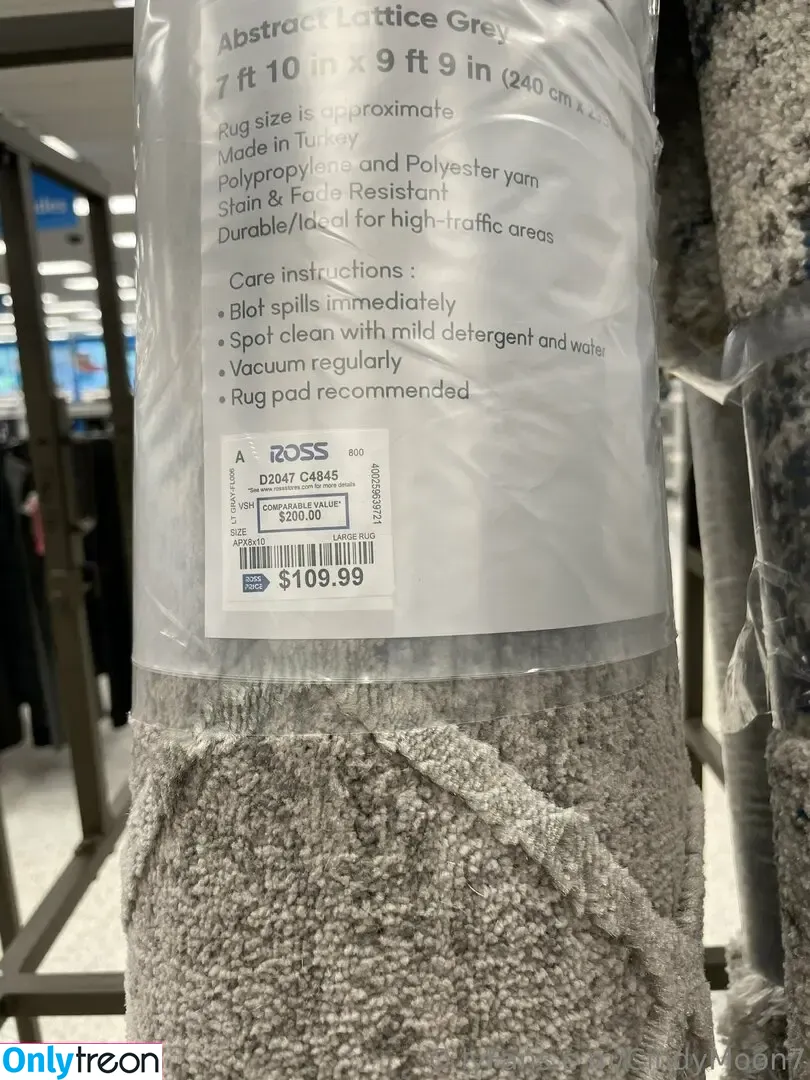 Abstract Lattice Grey
7 ft 10 in x 9 ft 9 in (240 cm x
Rug size is approximate
Made in Turkey
Polypropylene and Polyester yarn
Stain & Fade Resistant
Durable/Ideal for high-traffic areas
Care instructions :
• Blot spills immediately
• Spot clean with mild detergent and water
• Vacuum regularly
• Rug pad recommended
A ROSS 800
D2047 C4845
*See www.rossstores.com for more details
LT GRAY-FL006
VSH
COMPARABLE VALUE*
$200.00
400259639721
SIZE
APX8x10 LARGE RUG
ROSS PRICE $109.99
Onlytreon